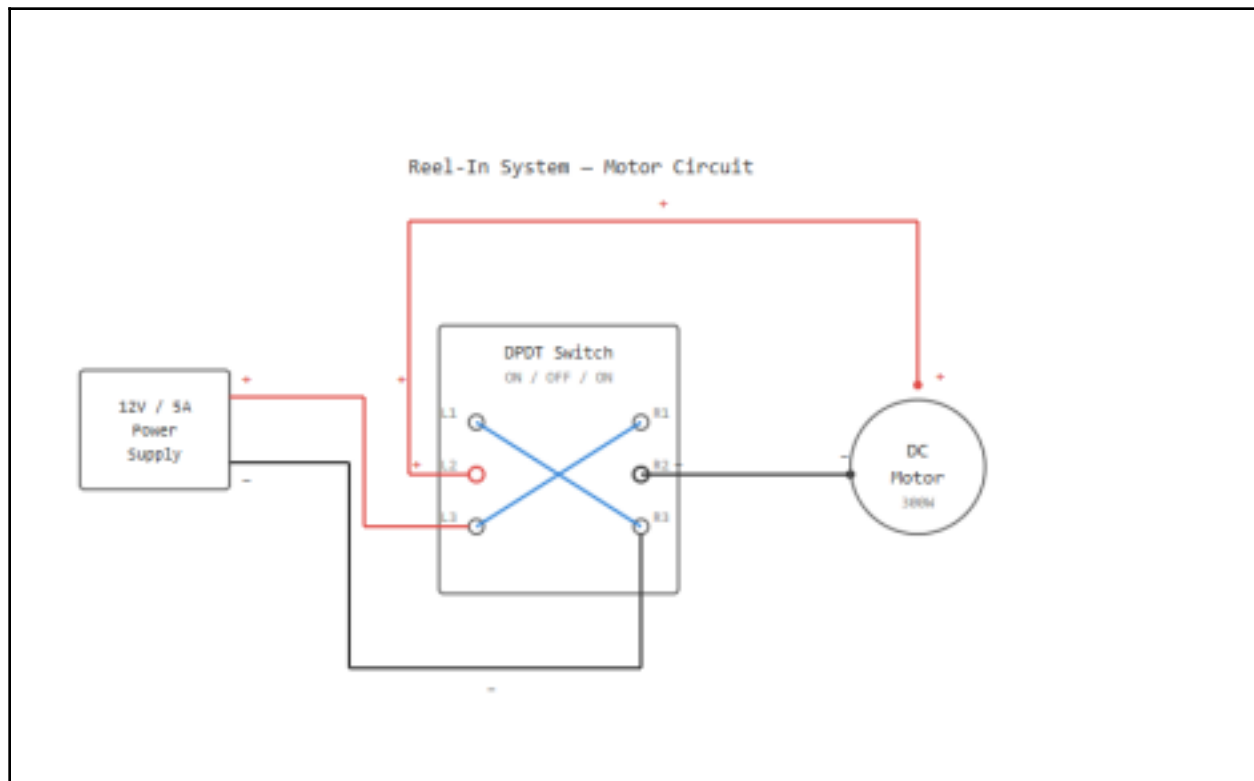 Reel-In System — Motor Circuit
+
DPDT Switch
ON / OFF / ON
12V / 5A
Power
Supply
+
-
+
+
L1
L2
L3
R1
R2
R3
-
-
+
-
DC
Motor
300W